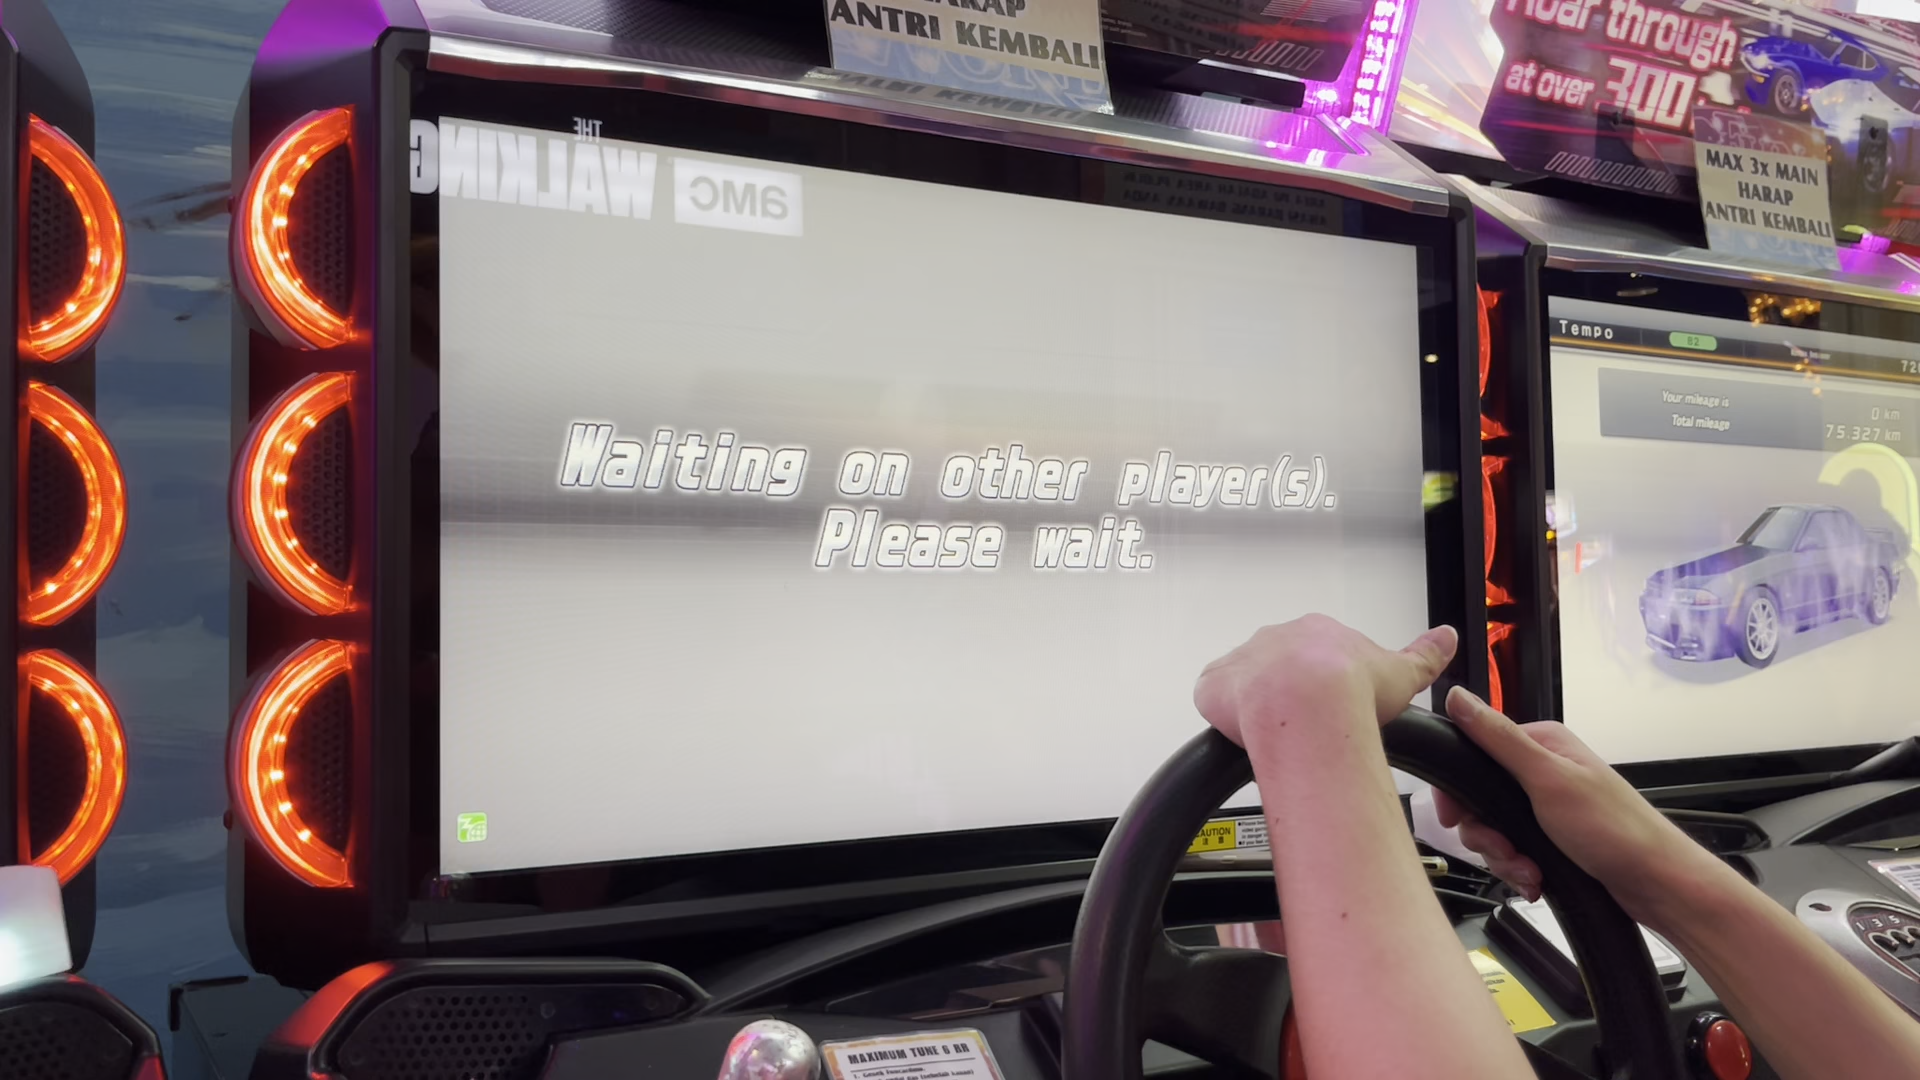 HARAP
ANTRI KEMBALI
Roar through
at over 300
MAX 3x MAIN
HARAP
ANTRI KEMBALI
THE
WALKING
amc
Waiting on other player(s).
Please wait.
Tempo
B2
Your mileage is 0 km
Total mileage 75.327 km
CAUTION
MAXIMUM TUNE 6 RR